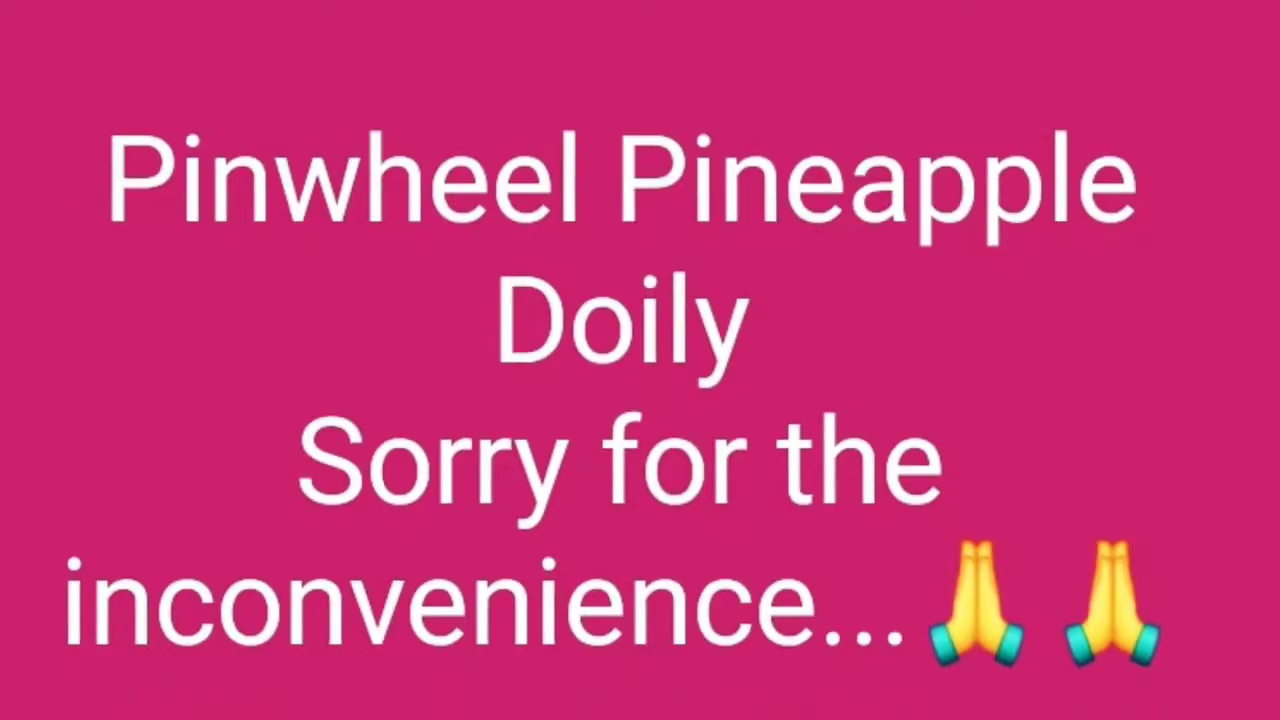 Pinwheel Pineapple
Doily
Sorry for the
inconvenience...🙏 🙏